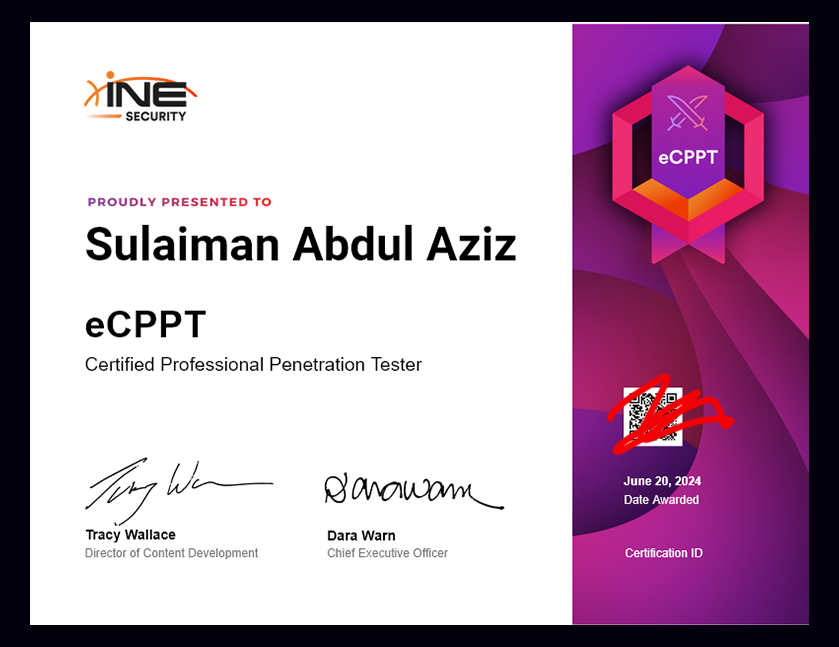 INE
SECURITY
PROUDLY PRESENTED TO
Sulaiman Abdul Aziz
eCPPT
Certified Professional Penetration Tester
Tracy Wallace
Director of Content Development
Dara Warn
Chief Executive Officer
eCPPT
June 20, 2024
Date Awarded
Certification ID